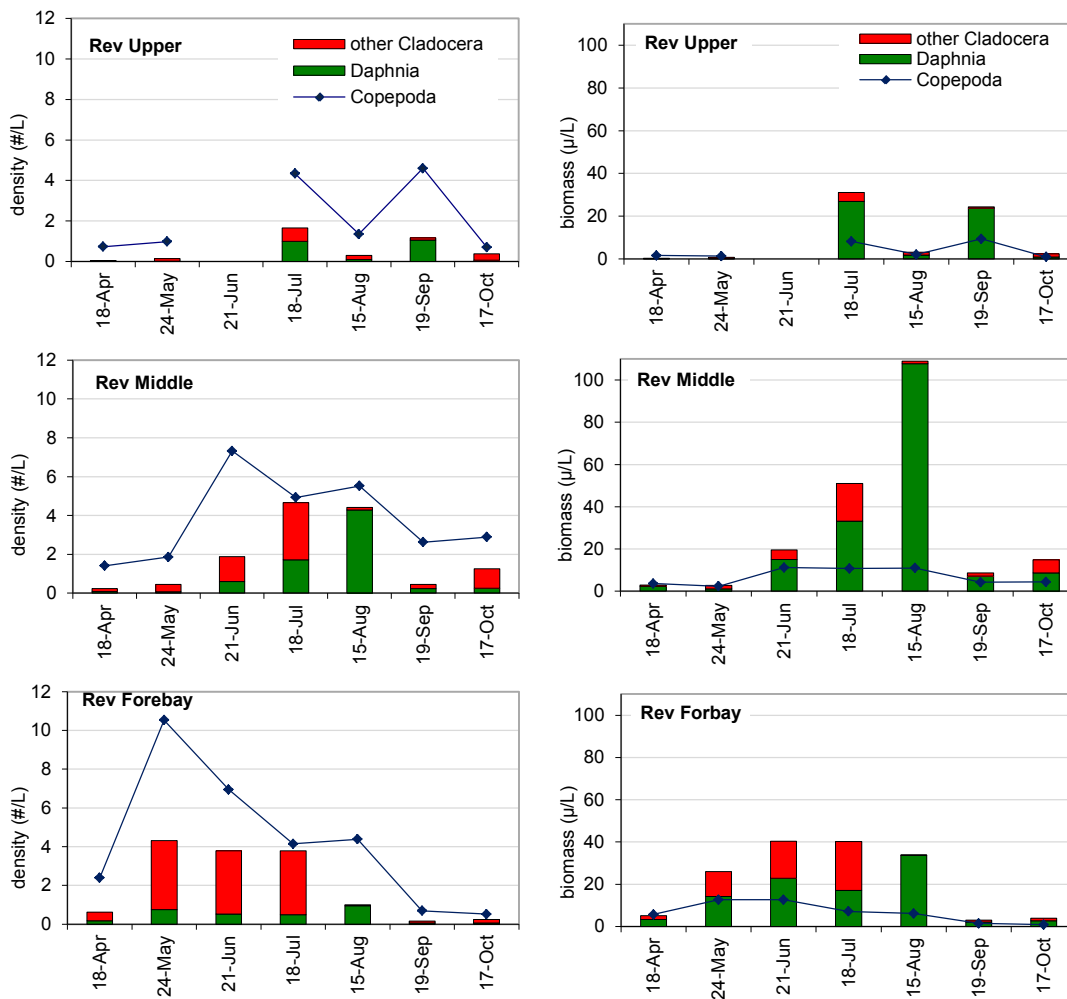 12
10
8
6
4
2
0
density (#/L)
Rev Upper
other Cladocera
Daphnia
Copepoda
18-Apr
24-May
21-Jun
18-Jul
15-Aug
19-Sep
17-Oct
100
80
60
40
20
0
biomass (µ/L)
Rev Upper
other Cladocera
Daphnia
Copepoda
18-Apr
24-May
21-Jun
18-Jul
15-Aug
19-Sep
17-Oct
12
10
8
6
4
2
0
density (#/L)
Rev Middle
18-Apr
24-May
21-Jun
18-Jul
15-Aug
19-Sep
17-Oct
100
80
60
40
20
0
biomass (µ/L)
Rev Middle
18-Apr
24-May
21-Jun
18-Jul
15-Aug
19-Sep
17-Oct
12
10
8
6
4
2
0
density (#/L)
Rev Forebay
18-Apr
24-May
21-Jun
18-Jul
15-Aug
19-Sep
17-Oct
100
80
60
40
20
0
biomass (µ/L)
Rev Forbay
18-Apr
24-May
21-Jun
18-Jul
15-Aug
19-Sep
17-Oct